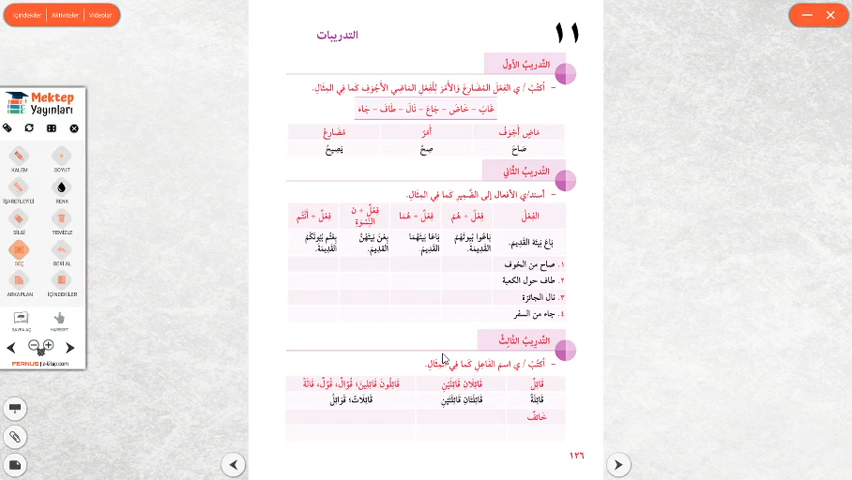 İçindekiler
Aktiviteler
Videolar
Mektep
Yayınları
KALEM
BOYUT
İŞARETLEYİCİ
RENK
SİLGİ
TEMİZLE
SEÇ
GERİ AL
ARKAPLAN
İÇİNDEKİLER
SAYFA AÇ
HAREKET
FERNUS
١١
التدريبات
التَّدْرِيبُ الأَوَّلُ
- أُكْتُبْ / ي الفِعْلَ المُضَارِعَ وَالأَمْرَ لِلْفِعْلِ المَاضِي الأَجْوَفِ كَمَا فِي المِثَالِ.
غَابَ - خَاضَ - جَاعَ - نَالَ - طَافَ - جَاءَ
مَاضٍ أَجْوَفُ أَمْرٌ مُضَارِعٌ
صَاحَ صِحْ يَصِيحُ
التَّدْرِيبُ الثَّانِي
- أسند/ي الأفعال إلى الضَّمِيرِ كَمَا فِي المِثَالِ.
الفِعْلُ فِعْلٌ + هُمْ فِعْلٌ + هُمَا فِعْلٌ + نَ النِّسْوَةِ فِعْلٌ + أَنْتُم
بَاعَ بَيْتَهُ القَدِيمَ. بَاعُوا بُيُوتَهُمْ القَدِيمَةَ. بَاعَا بَيْتَهُمَا القَدِيمَ. بِعْنَ بَيْتَهُنَّ القَدِيمَ. بِعْتُم بُيُوتَكُمْ القَدِيمَةَ.
١. صاح من الخوف
٢. طاف حول الكعبة
٣. نال الجائزة
٤. جاء من السفر
التَّدْرِيبُ الثَّالِثُ
- أُكْتُبْ / ي اسمَ الفَاعِلِ كَمَا فِي المِثَالِ.
قَائِلٌ قَائِلَانِ قَائِلَيْنِ قَائِلُونَ قَائِلِينَ؛ قُوَّالٌ، قُوَّلٌ، قَالَةٌ
قَائِلَةٌ قَائِلَتَانِ قَائِلَتَيْنِ قَائِلَاتٌ؛ قَوَائِلُ
خَائِفٌ
١٢٦